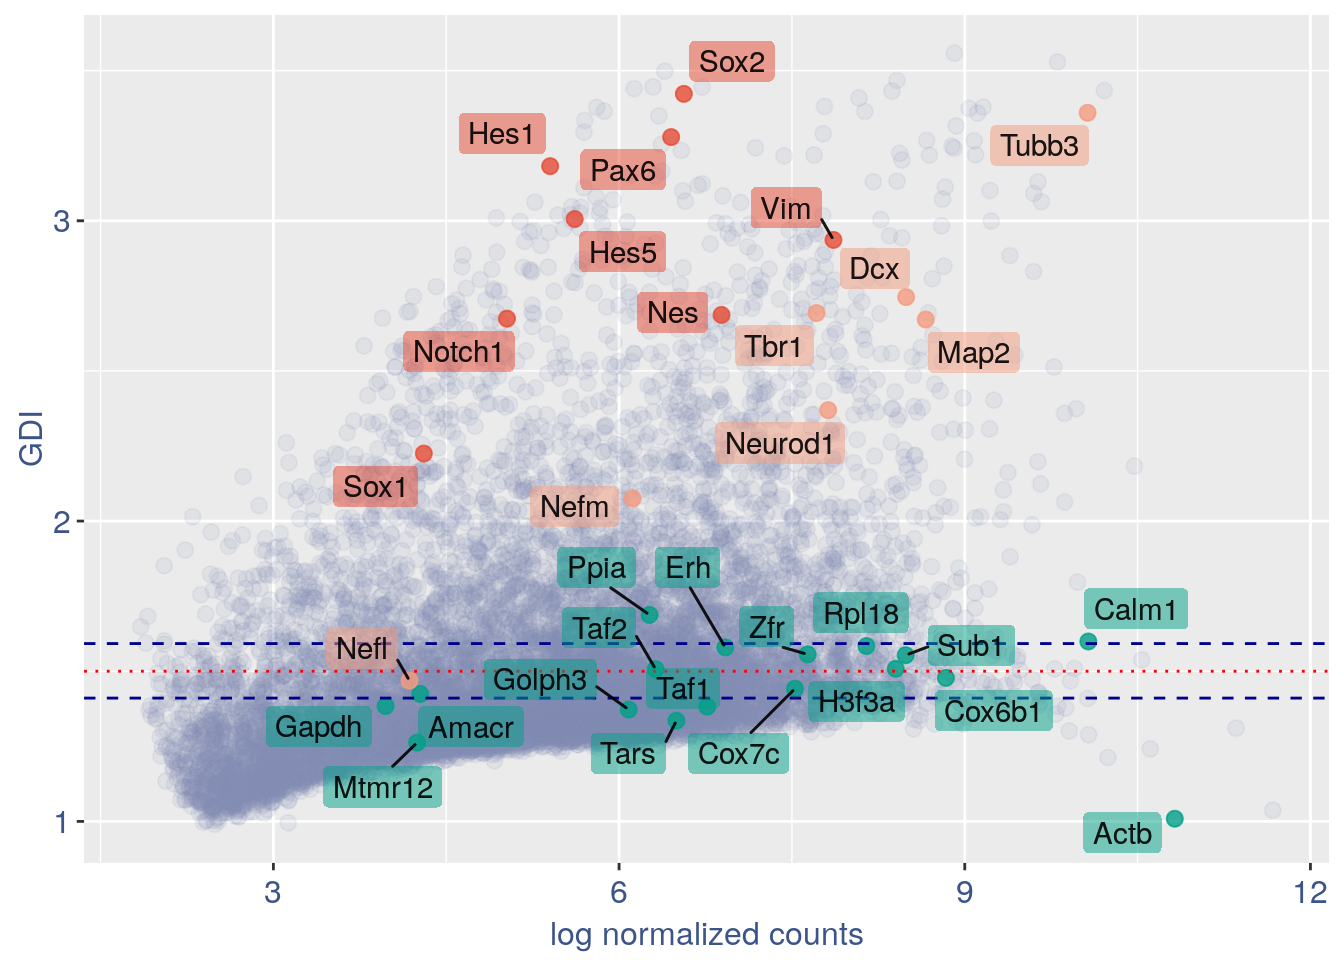 Sox2
Hes1
Tubb3
Pax6
Vim
Hes5
Dcx
Nes
Tbr1
Notch1
Map2
Neurod1
Sox1
Nefm
Ppia
Erh
Calm1
Rpl18
Taf2
Zfr
Nefl
Sub1
Golph3
Taf1
H3f3a
Cox6b1
Gapdh
Amacr
Tars
Cox7c
Mtmr12
Actb
3
2
1
GDI
3
6
9
12
log normalized counts